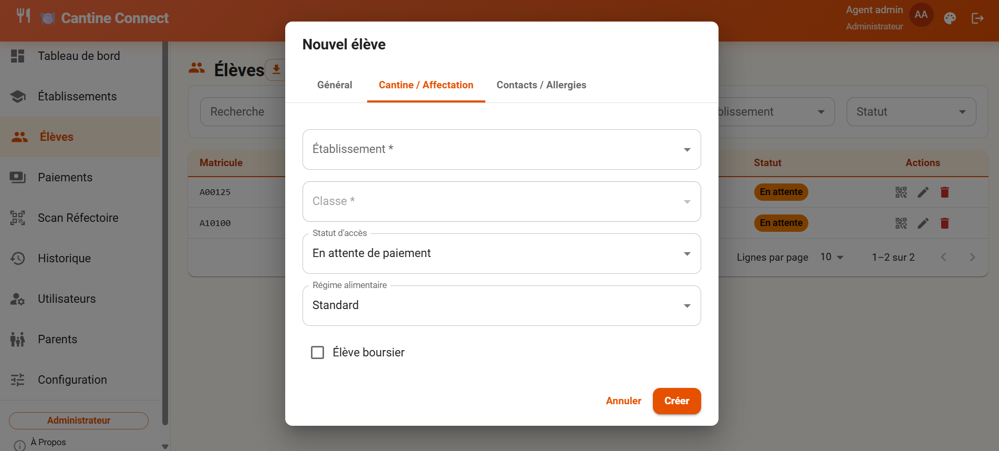 Cantine Connect
Agent admin
Administrateur
AA
Tableau de bord
Établissements
Élèves
Paiements
Scan Réfectoire
Historique
Utilisateurs
Parents
Configuration
Administrateur
À Propos
Élèves
Recherche
blissement
Statut
Matricule
Statut
Actions
A00125
En attente
A10100
En attente
Lignes par page
10
1–2 sur 2
Nouvel élève
Général
Cantine / Affectation
Contacts / Allergies
Établissement *
Classe *
Statut d'accès
En attente de paiement
Régime alimentaire
Standard
Élève boursier
Annuler
Créer